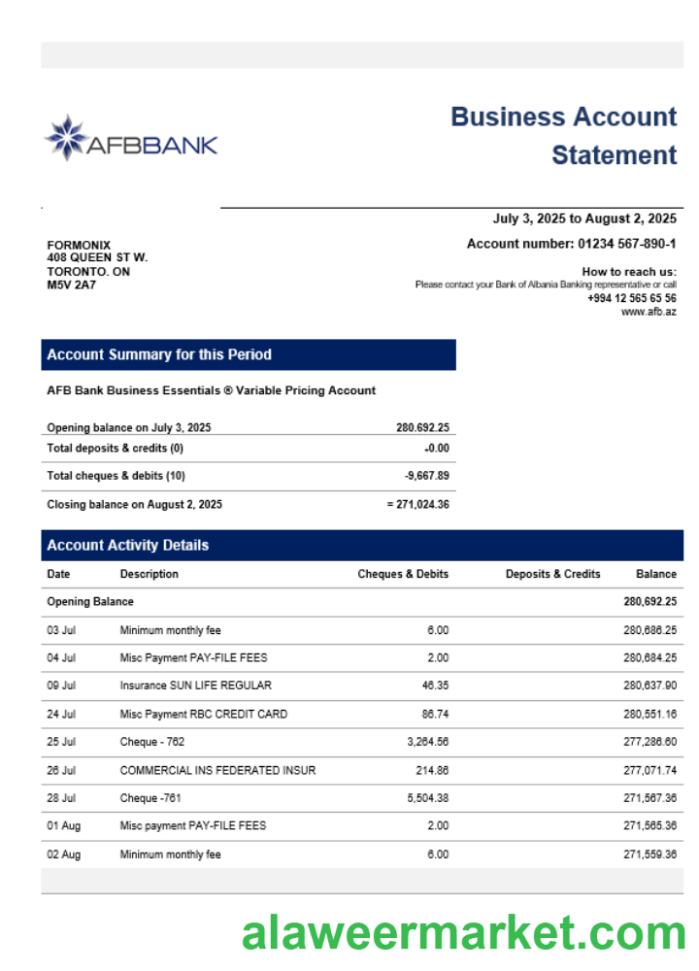 Business Account
Statement
AFBBANK
July 3, 2025 to August 2, 2025
Account number: 01234 567-890-1
FORMONIX
408 QUEEN ST W.
TORONTO. ON
M5V 2A7
How to reach us:
Please contact your Bank of Albania Banking representative or call
+994 12 565 65 56
www.afb.az
Account Summary for this Period
AFB Bank Business Essentials ® Variable Pricing Account
Opening balance on July 3, 2025 280.692.25
Total deposits & credits (0) -0.00
Total cheques & debits (10) -9,667.89
Closing balance on August 2, 2025 = 271,024.36
Account Activity Details
Date Description Cheques & Debits Deposits & Credits Balance
Opening Balance 280,692.25
03 Jul Minimum monthly fee 6.00 280,686.25
04 Jul Misc Payment PAY-FILE FEES 2.00 280,684.25
09 Jul Insurance SUN LIFE REGULAR 46.35 280,637.90
24 Jul Misc Payment RBC CREDIT CARD 86.74 280,551.16
25 Jul Cheque - 762 3,264.56 277,286.60
26 Jul COMMERCIAL INS FEDERATED INSUR 214.86 277,071.74
28 Jul Cheque -761 5,504.38 271,567.36
01 Aug Misc payment PAY-FILE FEES 2.00 271,565.36
02 Aug Minimum monthly fee 6.00 271,559.36
alaweermarket.com